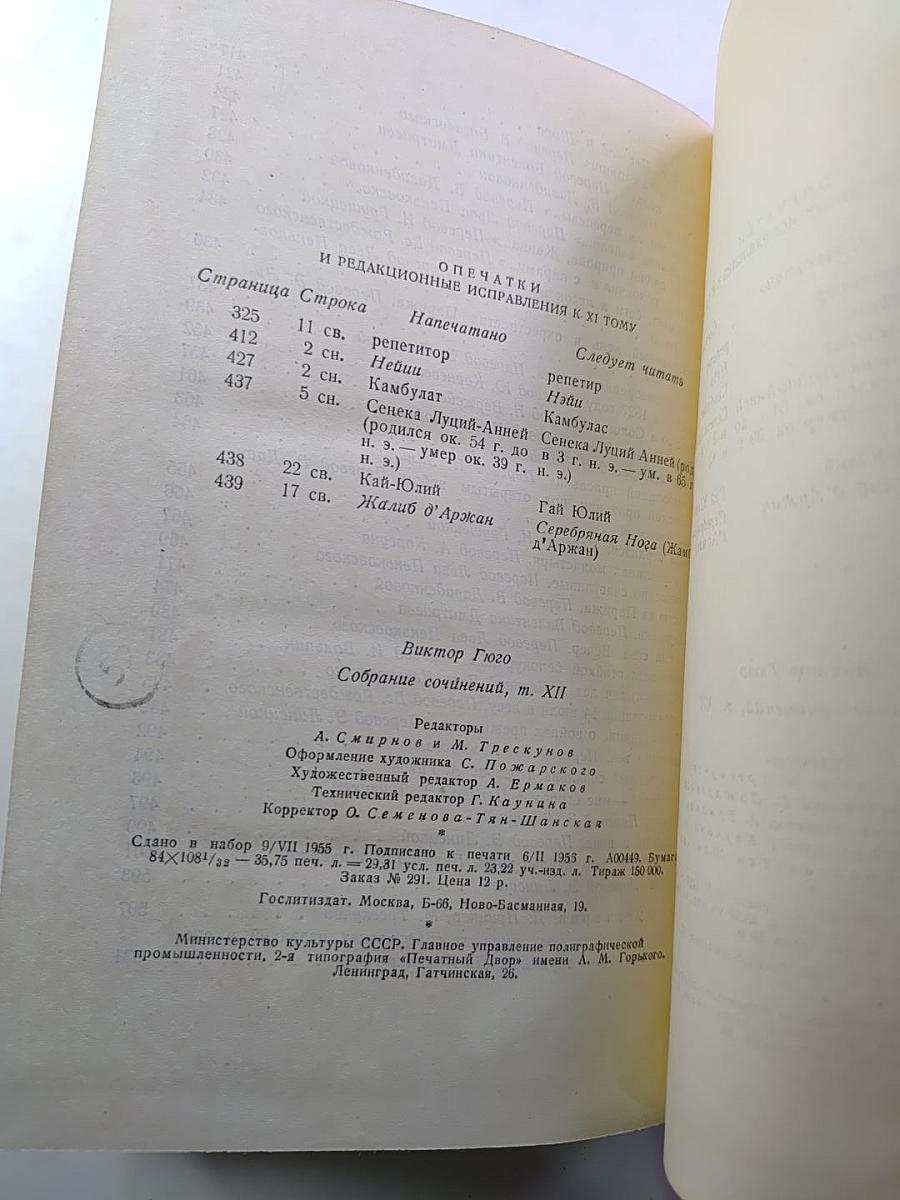 ОПЕЧАТКИ
И РЕДАКЦИОННЫЕ ИСПРАВЛЕНИЯ К XI ТОМУ
Страница Строка Напечатано Следует читать
325 11 св. репетитор репетир
412 2 сн. Нейии Нэйи
427 2 сн. Камбулат Камбулас
437 5 сн. Сенека Луций-Анней Сенека Луций Анней (род
(родился ок. 54 г. до в 3 г. н. э. — ум. в 65 г
н. э. — умер ок. 39 г. н. э.)
н. э.)
438 22 св. Кай-Юлий Гай Юлий
439 17 св. Жалиб д'Аржан Серебряная Нога (Жам
д'Аржан)
Виктор Гюго
Собрание сочинений, т. XII
Редакторы
А. Смирнов и М. Трескунов
Оформление художника С. Пожарского
Художественный редактор А. Ермаков
Технический редактор Г. Каунина
Корректор О. Семенова-Тян-Шанская
*
Сдано в набор 9/VII 1955 г. Подписано к печати 6/II 1956 г. А00449. Бумаг
84×108¹/₃₂ — 35,75 печ. л. = 29,31 усл. печ. л. 23,22 уч.-изд. л. Тираж 150 000.
Заказ № 291. Цена 12 р.
Гослитиздат. Москва, Б-66, Ново-Басманная, 19.
*
Министерство культуры СССР. Главное управление полиграфической
промышленности, 2-я типография «Печатный Двор» имени А. М. Горького.
Ленинград, Гатчинская, 26.